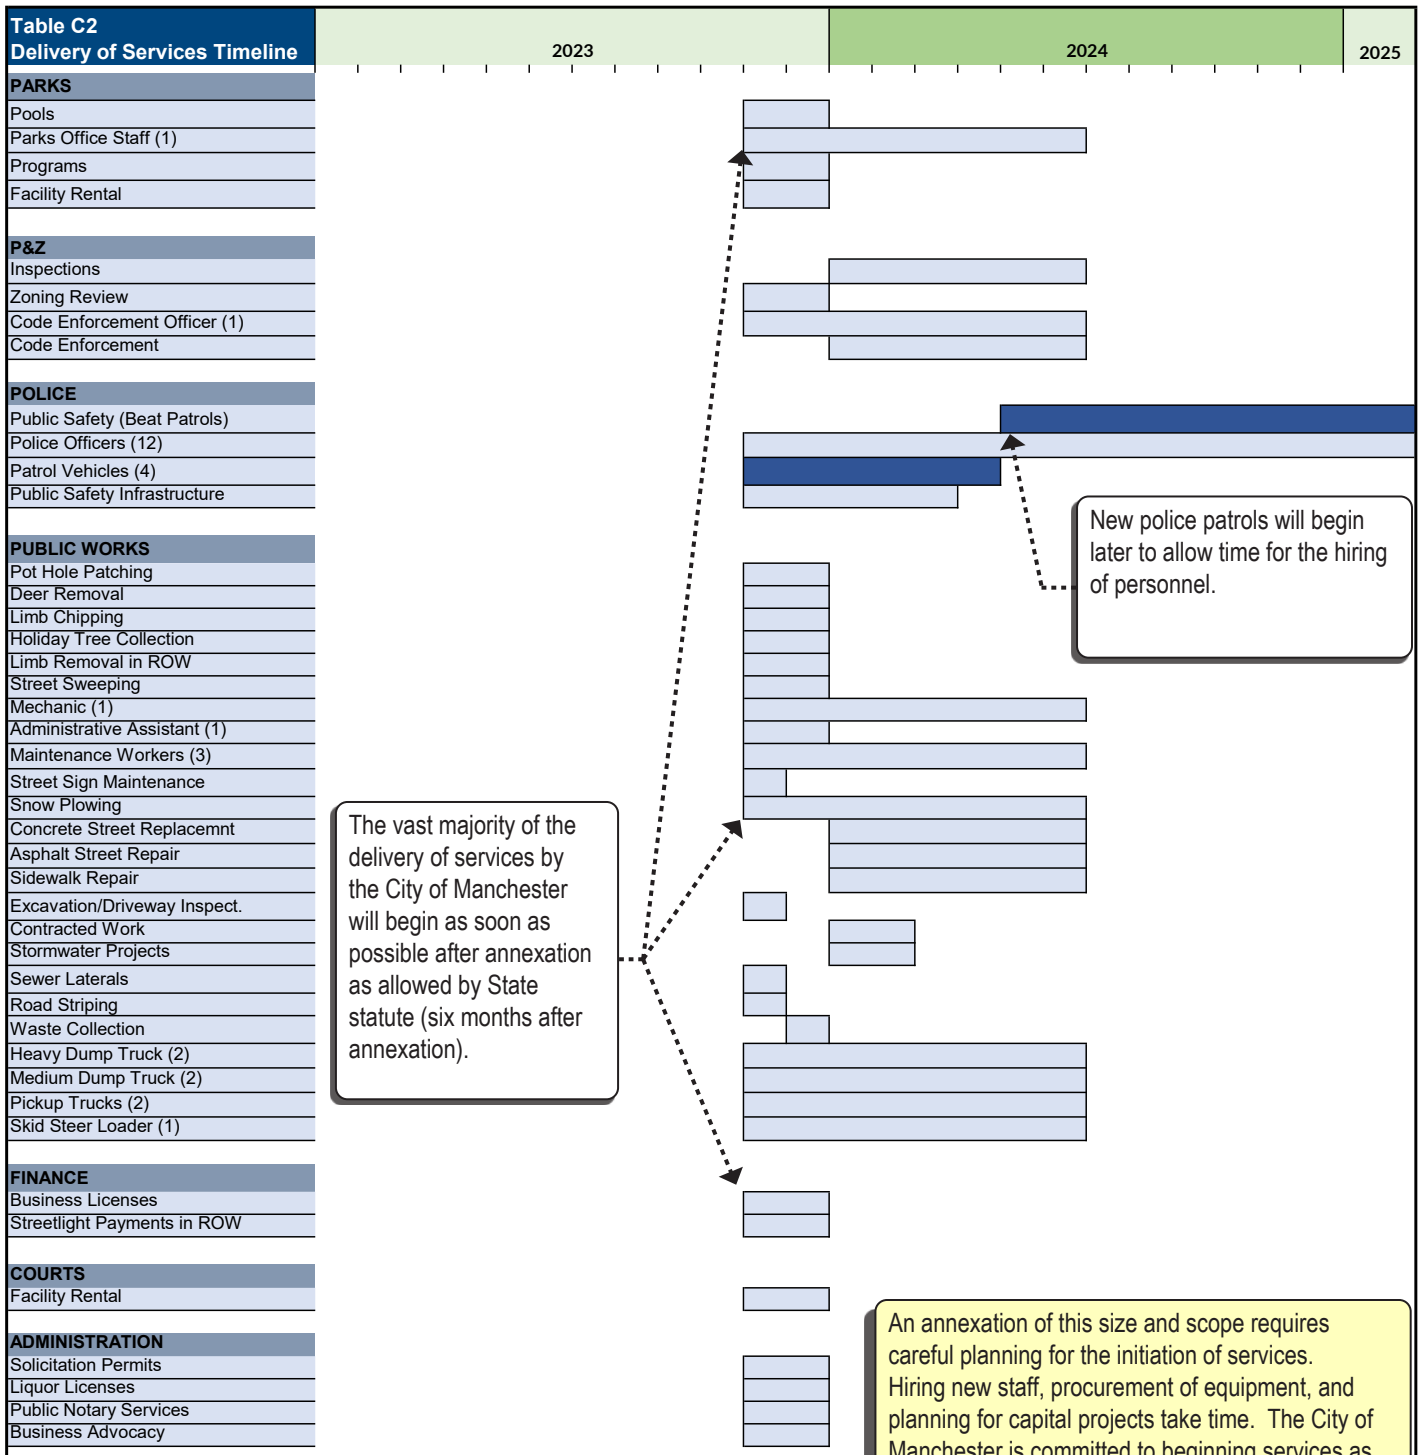 Table C2
Delivery of Services Timeline
2023
2024
2025
PARKS
Pools
Parks Office Staff (1)
Programs
Facility Rental
P&Z
Inspections
Zoning Review
Code Enforcement Officer (1)
Code Enforcement
POLICE
Public Safety (Beat Patrols)
Police Officers (12)
Patrol Vehicles (4)
Public Safety Infrastructure
New police patrols will begin
later to allow time for the hiring
of personnel.
PUBLIC WORKS
Pot Hole Patching
Deer Removal
Limb Chipping
Holiday Tree Collection
Limb Removal in ROW
Street Sweeping
Mechanic (1)
Administrative Assistant (1)
Maintenance Workers (3)
Street Sign Maintenance
Snow Plowing
Concrete Street Replacemnt
Asphalt Street Repair
Sidewalk Repair
Excavation/Driveway Inspect.
Contracted Work
Stormwater Projects
Sewer Laterals
Road Striping
Waste Collection
Heavy Dump Truck (2)
Medium Dump Truck (2)
Pickup Trucks (2)
Skid Steer Loader (1)
The vast majority of the
delivery of services by
the City of Manchester
will begin as soon as
possible after annexation
as allowed by State
statute (six months after
annexation).
FINANCE
Business Licenses
Streetlight Payments in ROW
COURTS
Facility Rental
ADMINISTRATION
Solicitation Permits
Liquor Licenses
Public Notary Services
Business Advocacy
An annexation of this size and scope requires
careful planning for the initiation of services.
Hiring new staff, procurement of equipment, and
planning for capital projects take time. The City of
Manchester is committed to beginning services as